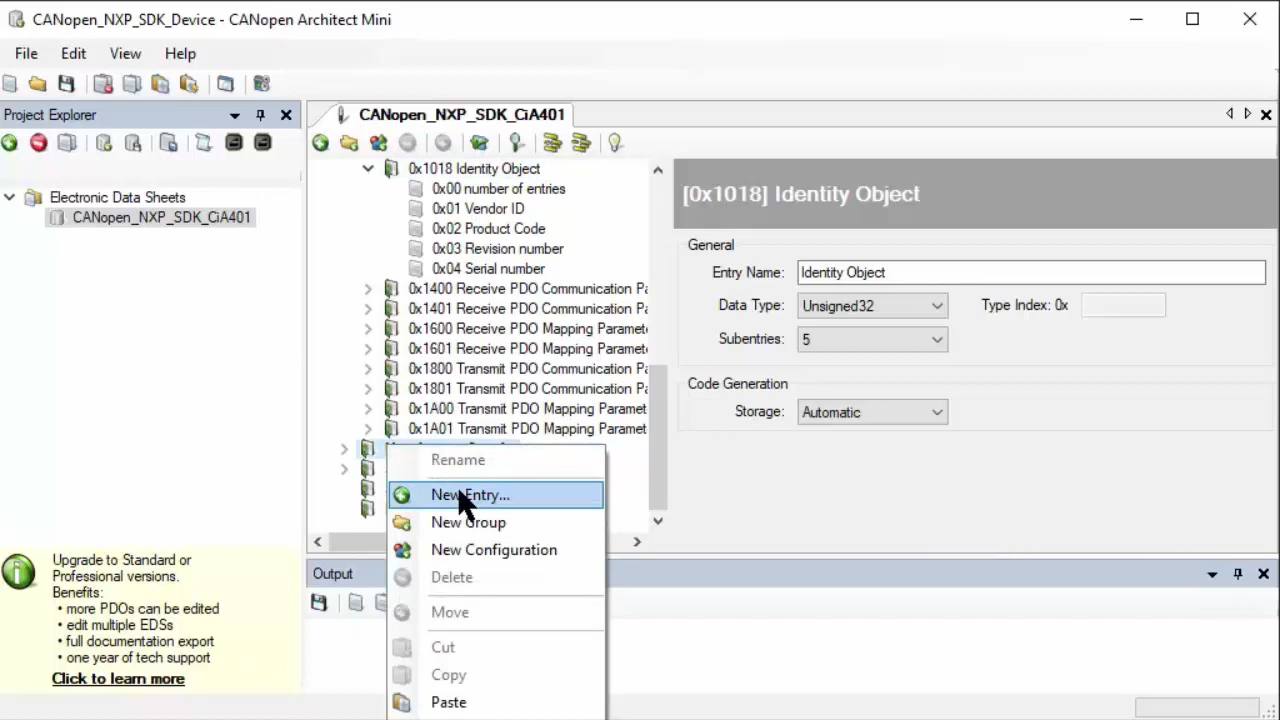 CANopen_NXP_SDK_Device - CANopen Architect Mini
File Edit View Help
Project Explorer
CANopen_NXP_SDK_CiA401
Electronic Data Sheets
CANopen_NXP_SDK_CiA401
0x1018 Identity Object
0x00 number of entries
0x01 Vendor ID
0x02 Product Code
0x03 Revision number
0x04 Serial number
0x1400 Receive PDO Communication Pa
0x1401 Receive PDO Communication Pa
0x1600 Receive PDO Mapping Paramete
0x1601 Receive PDO Mapping Paramete
0x1800 Transmit PDO Communication Pa
0x1801 Transmit PDO Communication Pa
0x1A00 Transmit PDO Mapping Paramet
0x1A01 Transmit PDO Mapping Paramet
Rename
New Entry...
New Group
New Configuration
Delete
Move
Cut
Copy
Paste
[0x1018] Identity Object
General
Entry Name: Identity Object
Data Type: Unsigned32 Type Index: 0x
Subentries: 5
Code Generation
Storage: Automatic
Output
Upgrade to Standard or
Professional versions.
Benefits:
• more PDOs can be edited
• edit multiple EDSs
• full documentation export
• one year of tech support
Click to learn more